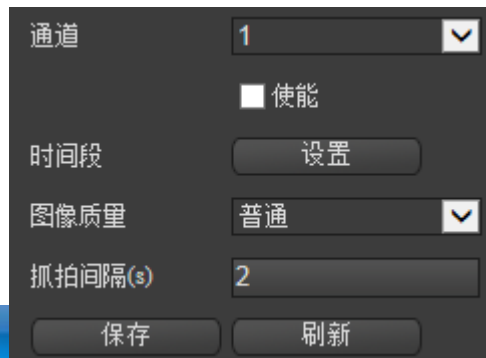 通道 1
使能
时间段 设置
图像质量 普通
抓拍间隔(s) 2
保存 刷新